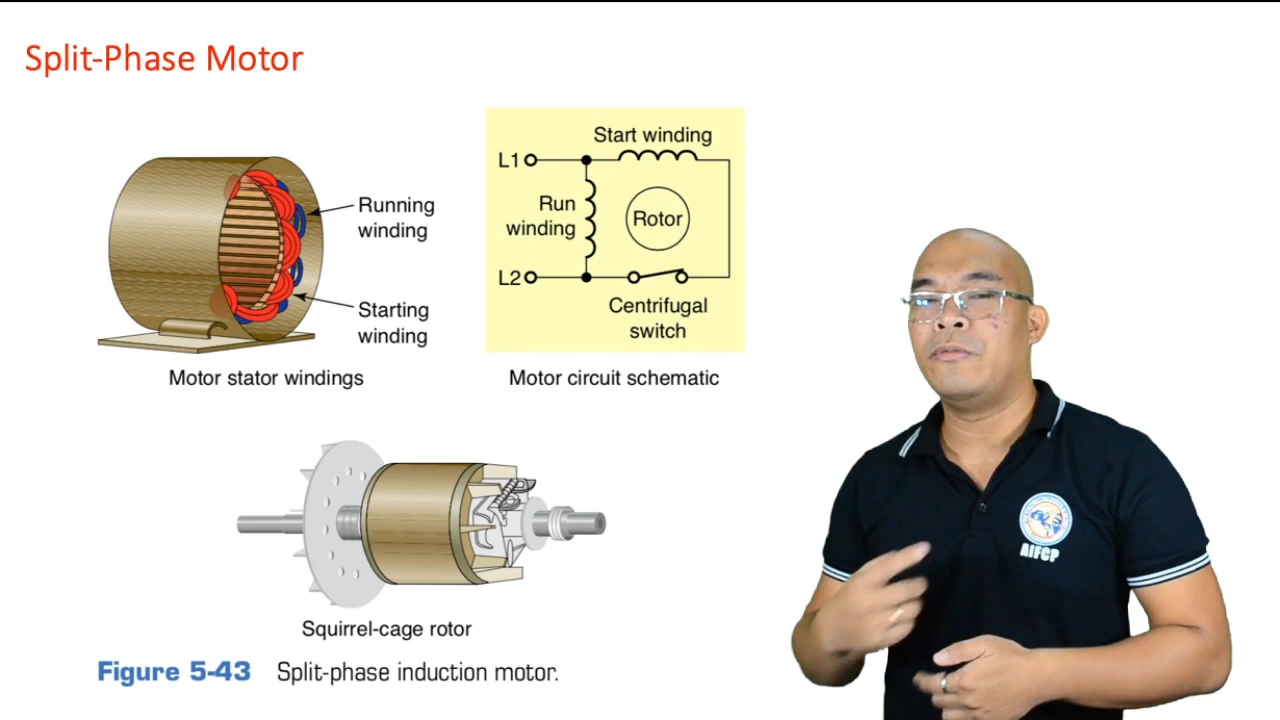 Split-Phase Motor
Running
winding
Starting
winding
Motor stator windings
Start winding
L1
Run
winding
Rotor
L2
Centrifugal
switch
Motor circuit schematic
Squirrel-cage rotor
Figure 5-43 Split-phase induction motor.
AIFCP